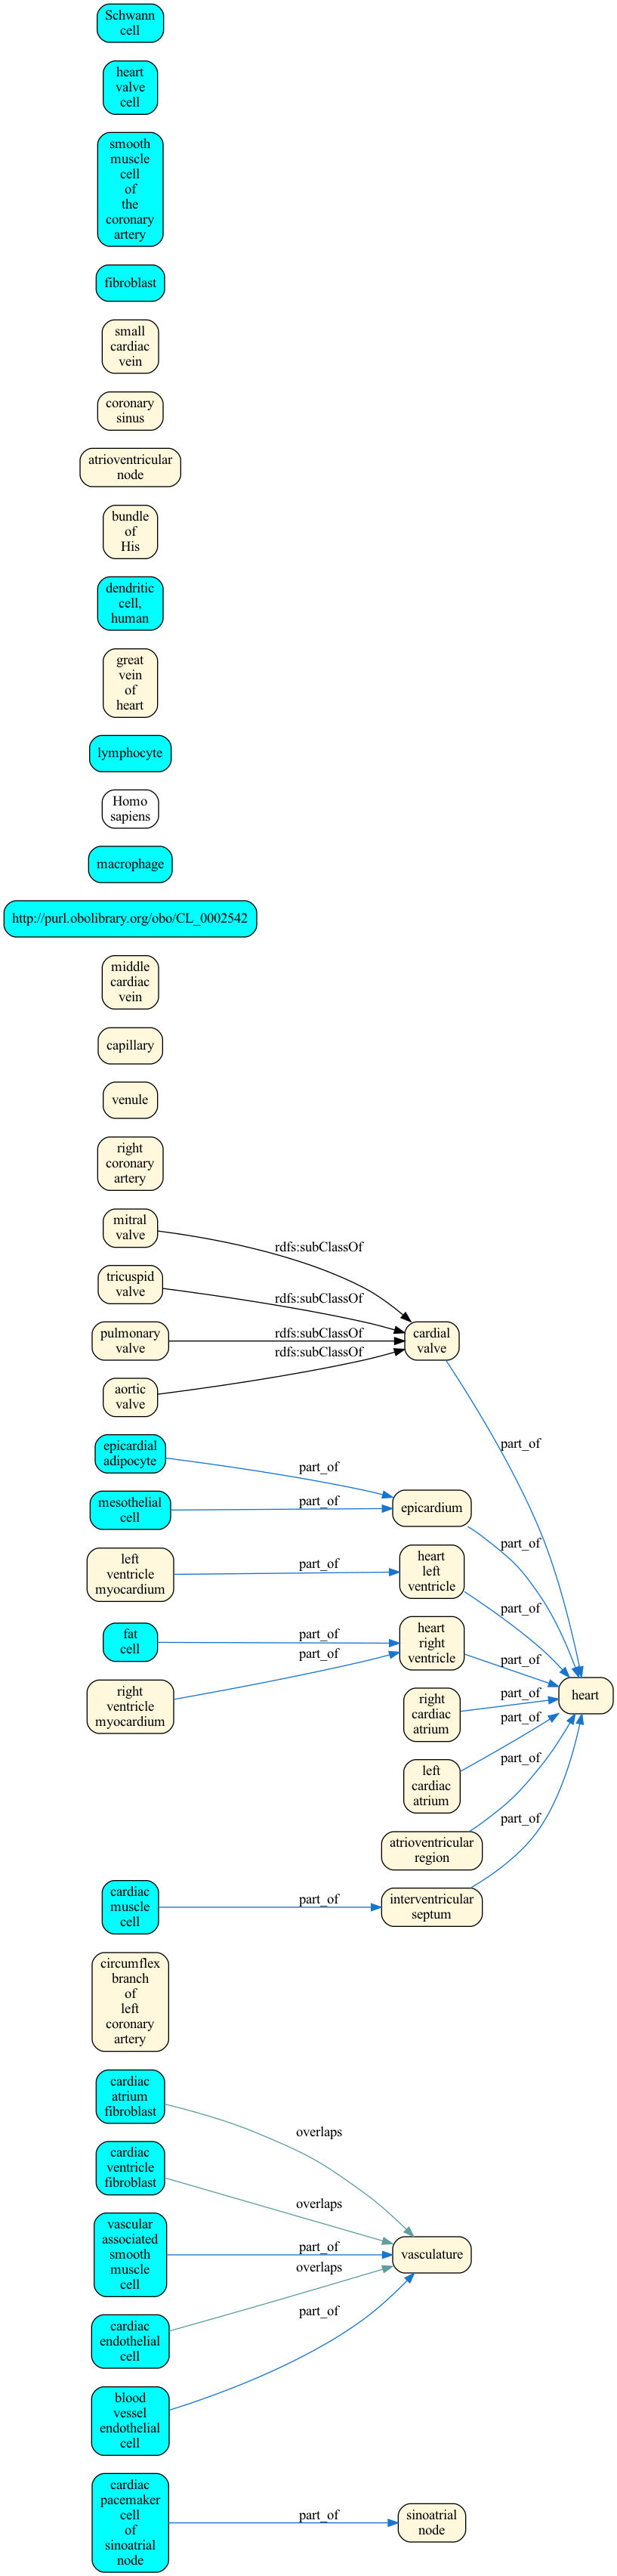 Schwann
cell
heart
valve
cell
smooth
muscle
cell
of
the
coronary
artery
fibroblast
small
cardiac
vein
coronary
sinus
atrioventricular
node
bundle
of
His
dendritic
cell,
human
great
vein
of
heart
lymphocyte
Homo
sapiens
macrophage
http://purl.obolibrary.org/obo/CL_0002542
middle
cardiac
vein
capillary
venule
right
coronary
artery
mitral
valve
rdfs:subClassOf
tricuspid
valve
rdfs:subClassOf
pulmonary
valve
rdfs:subClassOf
cardial
valve
aortic
valve
rdfs:subClassOf
part_of
epicardial
adipocyte
part_of
mesothelial
cell
part_of
epicardium
part_of
left
ventricle
myocardium
part_of
heart
left
ventricle
part_of
fat
cell
part_of
heart
right
ventricle
part_of
right
ventricle
myocardium
part_of
heart
right
cardiac
atrium
part_of
left
cardiac
atrium
part_of
atrioventricular
region
part_of
cardiac
muscle
cell
part_of
interventricular
septum
part_of
circumflex
branch
of
left
coronary
artery
cardiac
atrium
fibroblast
overlaps
cardiac
ventricle
fibroblast
overlaps
vascular
associated
smooth
muscle
cell
part_of
vasculature
cardiac
endothelial
cell
overlaps
blood
vessel
endothelial
cell
part_of
cardiac
pacemaker
cell
of
sinoatrial
node
part_of
sinoatrial
node